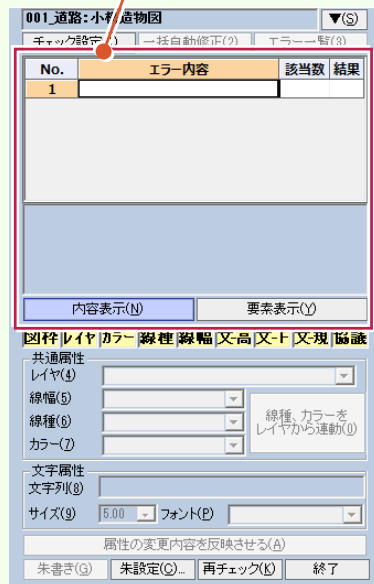 001_道路:小構造物図 ▼(S)
チェック設定(1) 一括自動修正(2) エラー一覧(3)
No. エラー内容 該当数 結果
1
内容表示(N) 要素表示(Y)
図枠 レイヤ カラー 線種 線幅 文-高 文-ト 文-規 協議
共通属性
レイヤ(4)
線幅(5)
線種(6)
カラー(7)
線種、カラーを
レイヤから連動(0)
文字属性
文字列(8)
サイズ(9) 5.00 フォント(P)
属性の変更内容を反映させる(A)
朱書き(G) 朱設定(C)... 再チェック(K) 終了